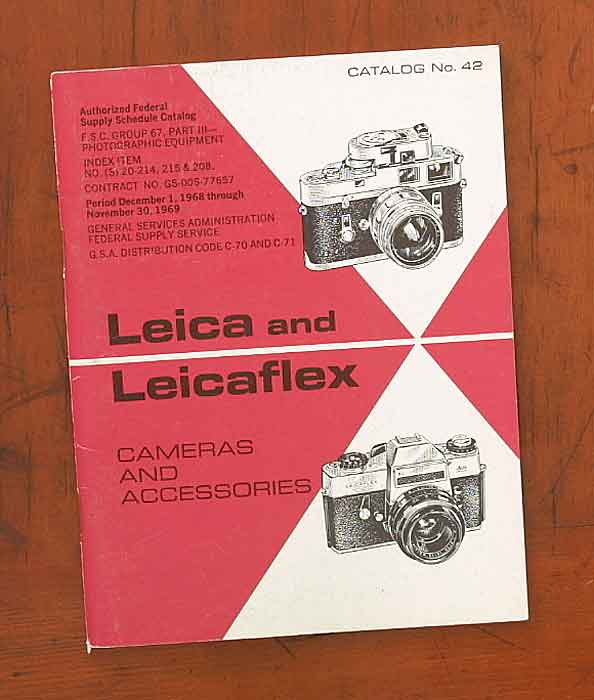 CATALOG No. 42
Authorized Federal
Supply Schedule Catalog
F.S.C. GROUP 67, PART III—
PHOTOGRAPHIC EQUIPMENT
INDEX ITEM
NO. (S) 20-214, 215 & 208.
CONTRACT NO. GS-00S-77657
Period December 1, 1968 through
November 30, 1969
GENERAL SERVICES ADMINISTRATION
FEDERAL SUPPLY SERVICE
G.S.A. DISTRIBUTION CODE C-70 AND C-71
Leica and
Leicaflex
CAMERAS
AND
ACCESSORIES